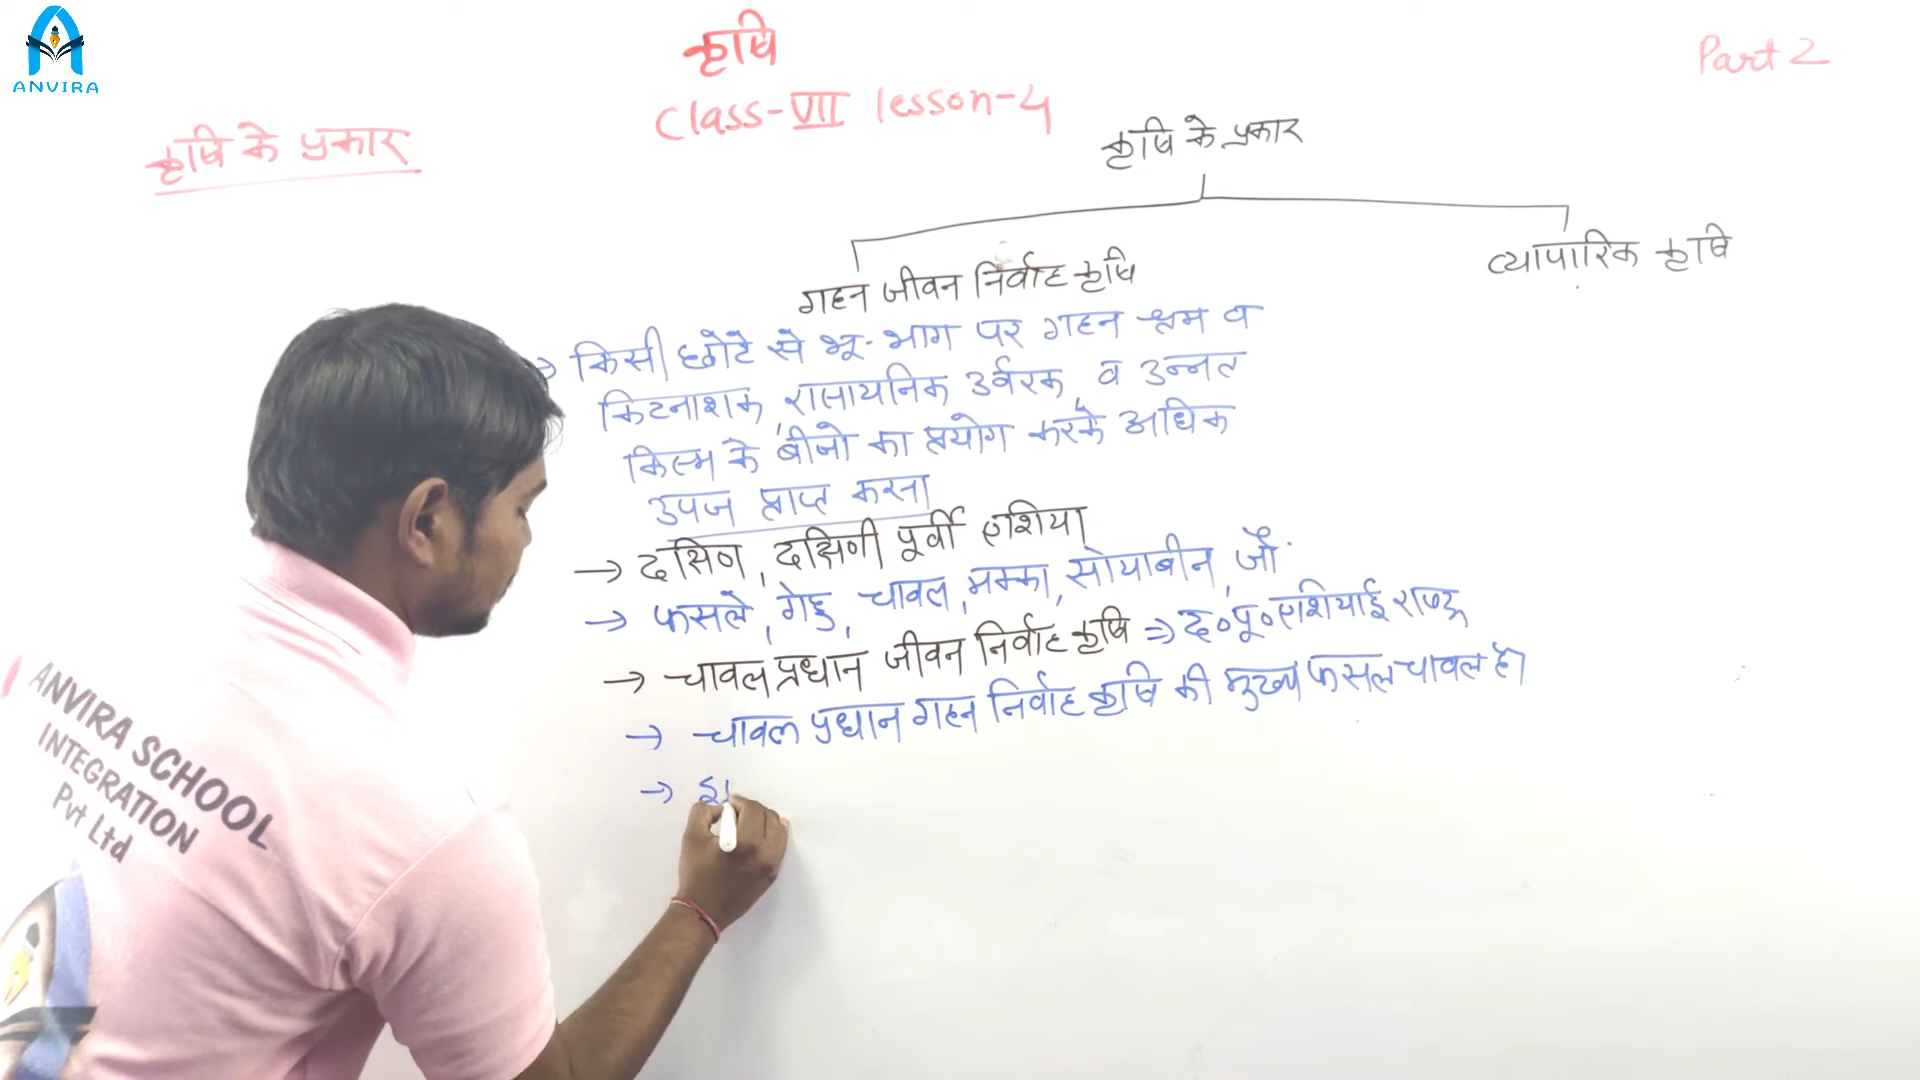 ANVIRA
कृषि
Class-VII lesson-4
Part 2
कृषि के प्रकार
कृषि के प्रकार
गहन जीवन निर्वाह कृषि
व्यापारिक कृषि
किसी छोटे से भू-भाग पर गहन श्रम व
किटनाशक, रासायनिक उर्वरक, व उन्नत
किस्म के बीजो का प्रयोग करके अधिक
उपज प्राप्त करना
→ दक्षिण, दक्षिणी पूर्वी एशिया
→ फसले, गेहु, चावल, मक्का, सोयाबीन, जौ
→ चावल प्रधान जीवन निर्वाह कृषि ⇒ द॰पू॰एशियाई राष्ट्र
→ चावल प्रधान गहन निर्वाह कृषि की मुख्य फसल चावल है।
→
ANVIRA SCHOOL
INTEGRATION
Pvt Ltd